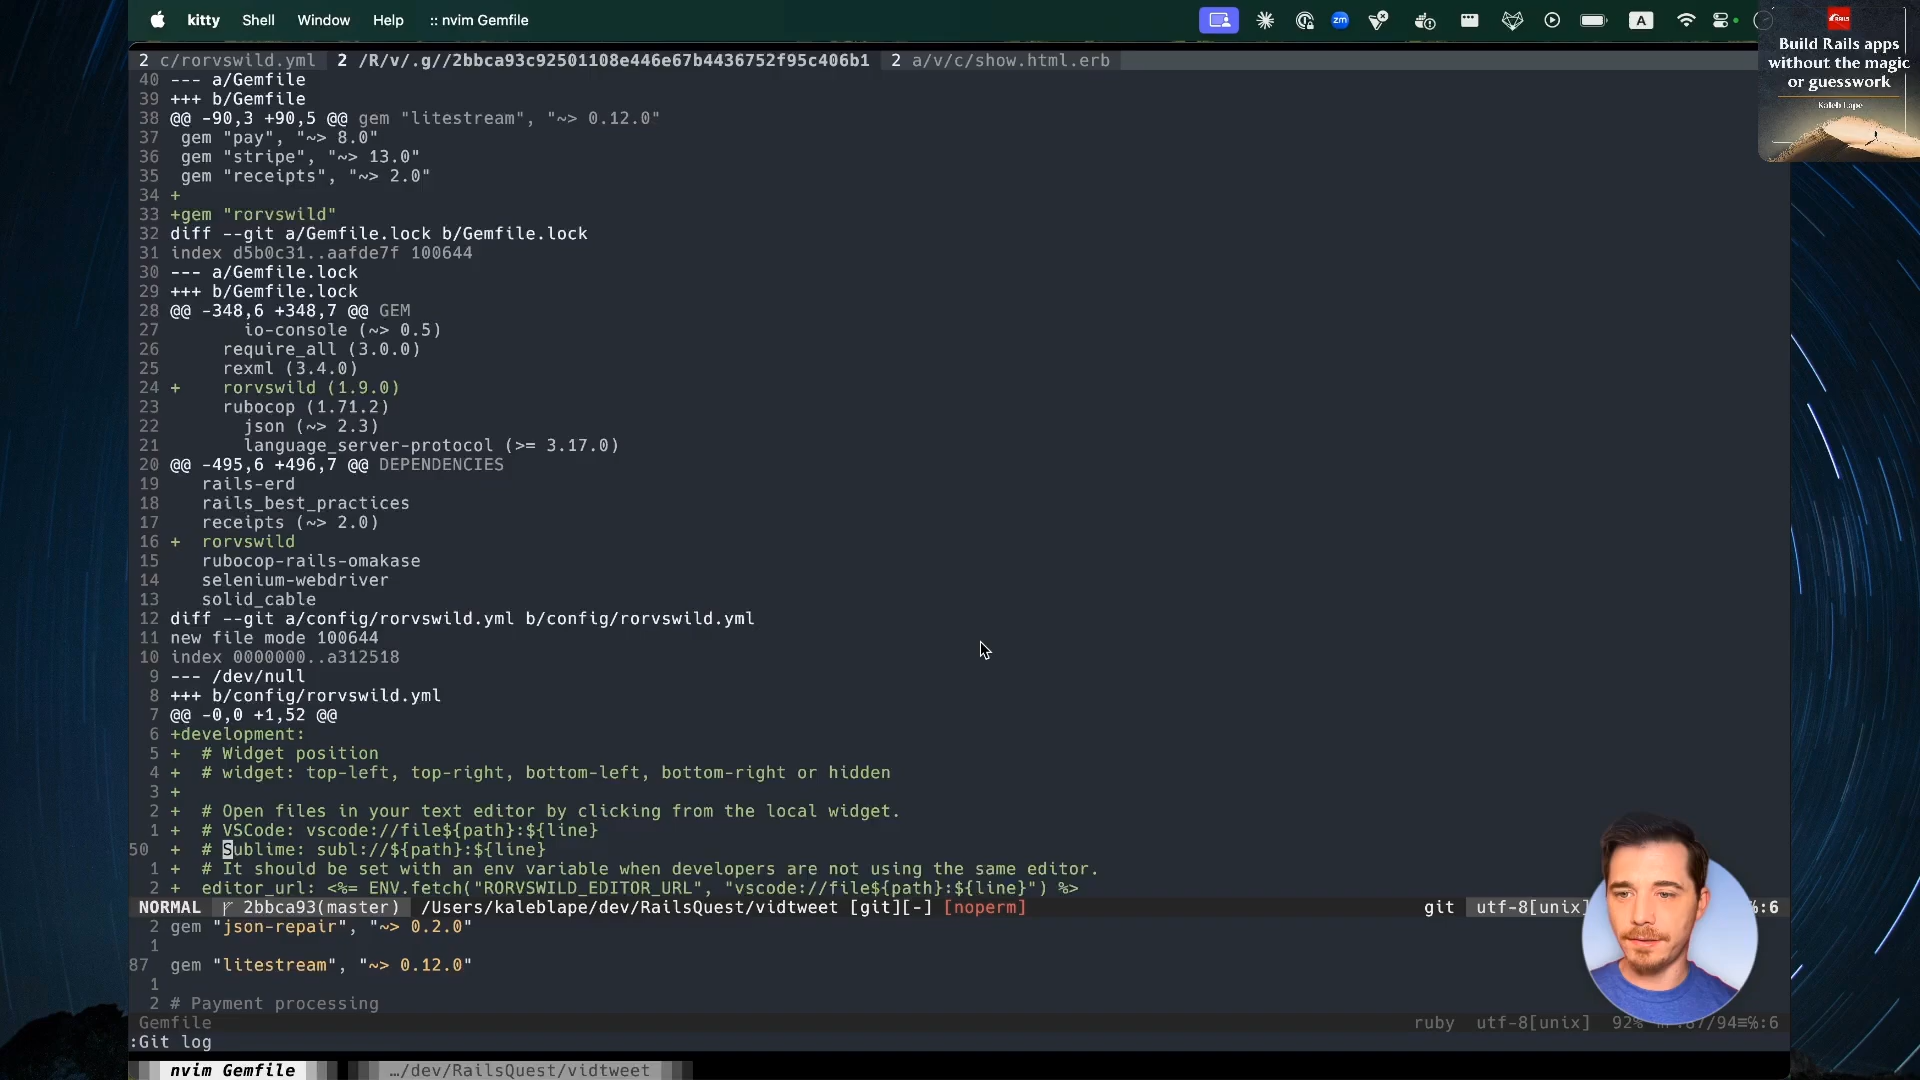 kitty Shell Window Help :: nvim Gemfile
zm
A
RAILS
Build Rails apps
without the magic
or guesswork
Kaleb Lape
2 c/rorvswild.yml 2 /R/v/.g//2bbca93c92501108e446e67b4436752f95c406b1 2 a/v/c/show.html.erb
40 --- a/Gemfile
39 +++ b/Gemfile
38 @@ -90,3 +90,5 @@ gem "litestream", "~> 0.12.0"
37 gem "pay", "~> 8.0"
36 gem "stripe", "~> 13.0"
35 gem "receipts", "~> 2.0"
34 +
33 +gem "rorvswild"
32 diff --git a/Gemfile.lock b/Gemfile.lock
31 index d5b0c31..aafde7f 100644
30 --- a/Gemfile.lock
29 +++ b/Gemfile.lock
28 @@ -348,6 +348,7 @@ GEM
27 io-console (~> 0.5)
26 require_all (3.0.0)
25 rexml (3.4.0)
24 + rorvswild (1.9.0)
23 rubocop (1.71.2)
22 json (~> 2.3)
21 language_server-protocol (>= 3.17.0)
20 @@ -495,6 +496,7 @@ DEPENDENCIES
19 rails-erd
18 rails_best_practices
17 receipts (~> 2.0)
16 + rorvswild
15 rubocop-rails-omakase
14 selenium-webdriver
13 solid_cable
12 diff --git a/config/rorvswild.yml b/config/rorvswild.yml
11 new file mode 100644
10 index 0000000..a312518
9 --- /dev/null
8 +++ b/config/rorvswild.yml
7 @@ -0,0 +1,52 @@
6 +development:
5 + # Widget position
4 + # widget: top-left, top-right, bottom-left, bottom-right or hidden
3 +
2 + # Open files in your text editor by clicking from the local widget.
1 + # VSCode: vscode://file${path}:${line}
50 + # Sublime: subl://${path}:${line}
1 + # It should be set with an env variable when developers are not using the same editor.
2 + editor_url: <%= ENV.fetch("RORVSWILD_EDITOR_URL", "vscode://file${path}:${line}") %>
NORMAL 2bbca93(master) /Users/kaleblape/dev/RailsQuest/vidtweet [git][-] [noperm] git utf-8[unix] %:6
2 gem "json-repair", "~> 0.2.0"
1
87 gem "litestream", "~> 0.12.0"
1
2 # Payment processing
Gemfile ruby utf-8[unix] 92% :87/94≡%:6
:Git log
nvim Gemfile …/dev/RailsQuest/vidtweet